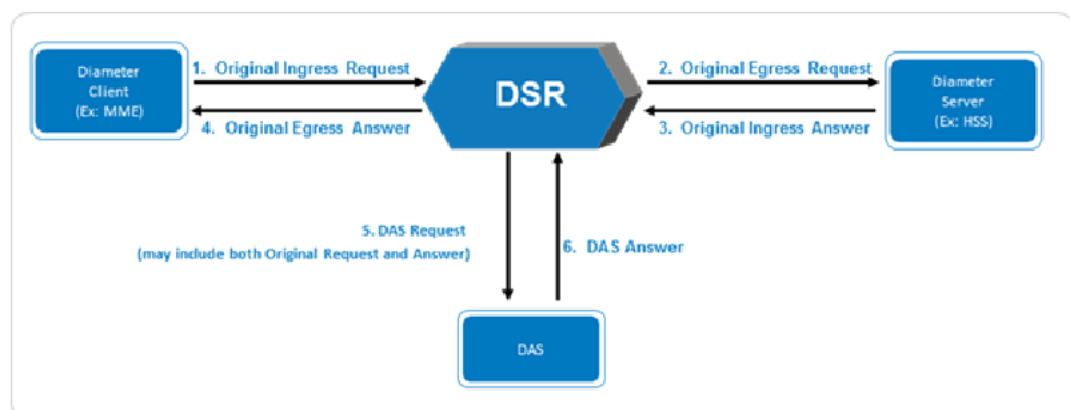 Diameter
Client
(Ex: MME)
1. Original Ingress Request
4. Original Egress Answer
DSR
2. Original Egress Request
3. Original Ingress Answer
Diameter
Server
(Ex: HSS)
5. DAS Request
(may include both Original Request and Answer)
6. DAS Answer
DAS